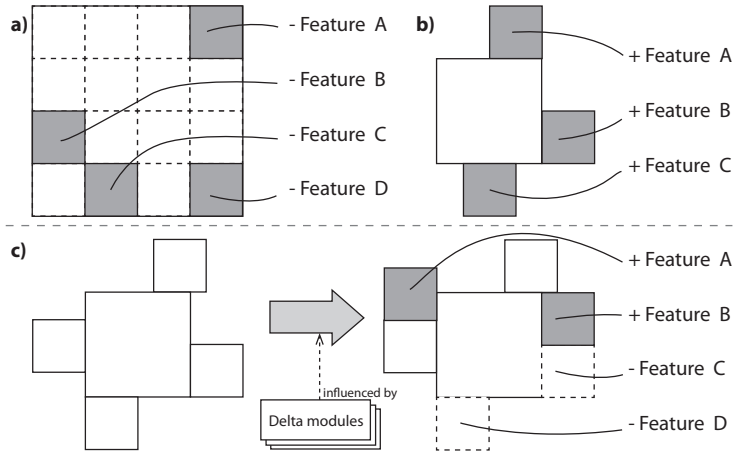 a)
- Feature A
- Feature B
- Feature C
- Feature D
b)
+ Feature A
+ Feature B
+ Feature C
c)
influenced by
Delta modules
+ Feature A
+ Feature B
- Feature C
- Feature D